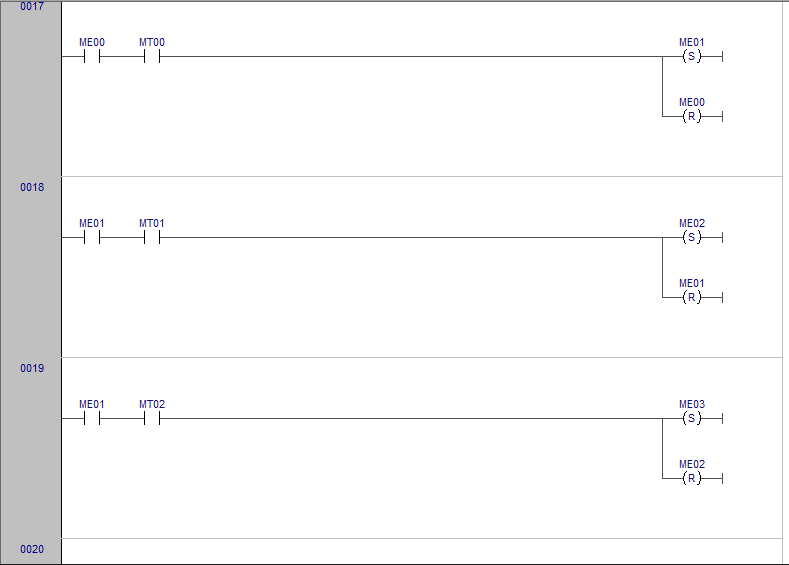 0017
ME00 MT00 ME01
(S)
ME00
(R)
0018
ME01 MT01 ME02
(S)
ME01
(R)
0019
ME01 MT02 ME03
(S)
ME02
(R)
0020